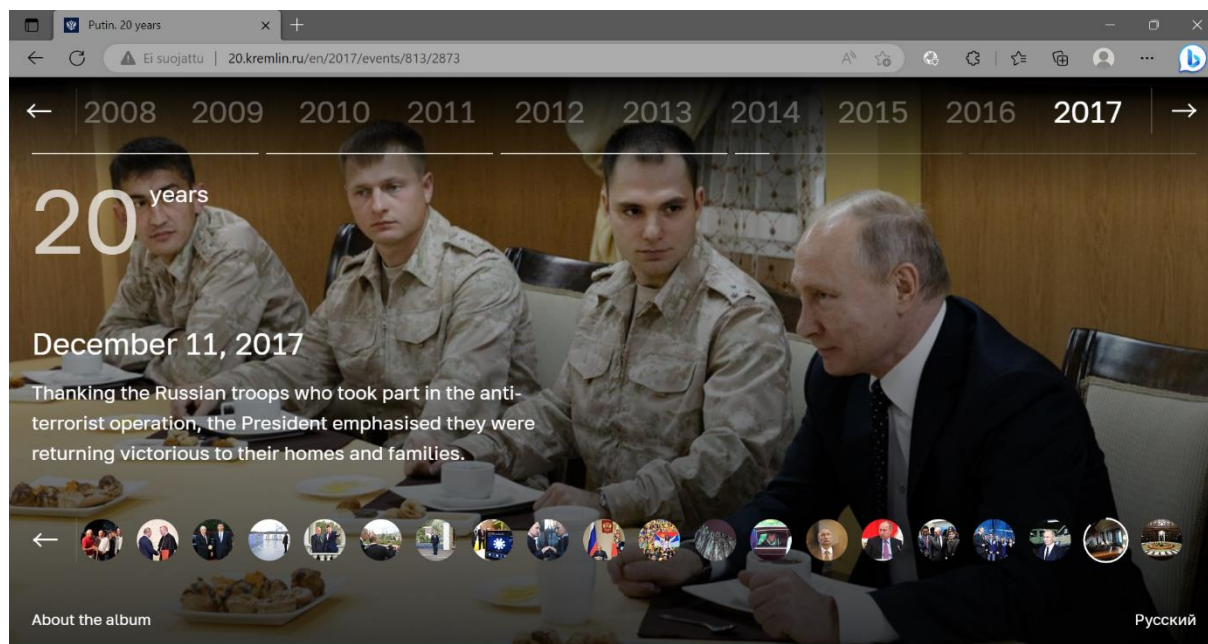 Putin. 20 years
Ei suojattu | 20.kremlin.ru/en/2017/events/813/2873
2008 2009 2010 2011 2012 2013 2014 2015 2016 2017
20 years
December 11, 2017
Thanking the Russian troops who took part in the anti-
terrorist operation, the President emphasised they were
returning victorious to their homes and families.
About the album
Русский